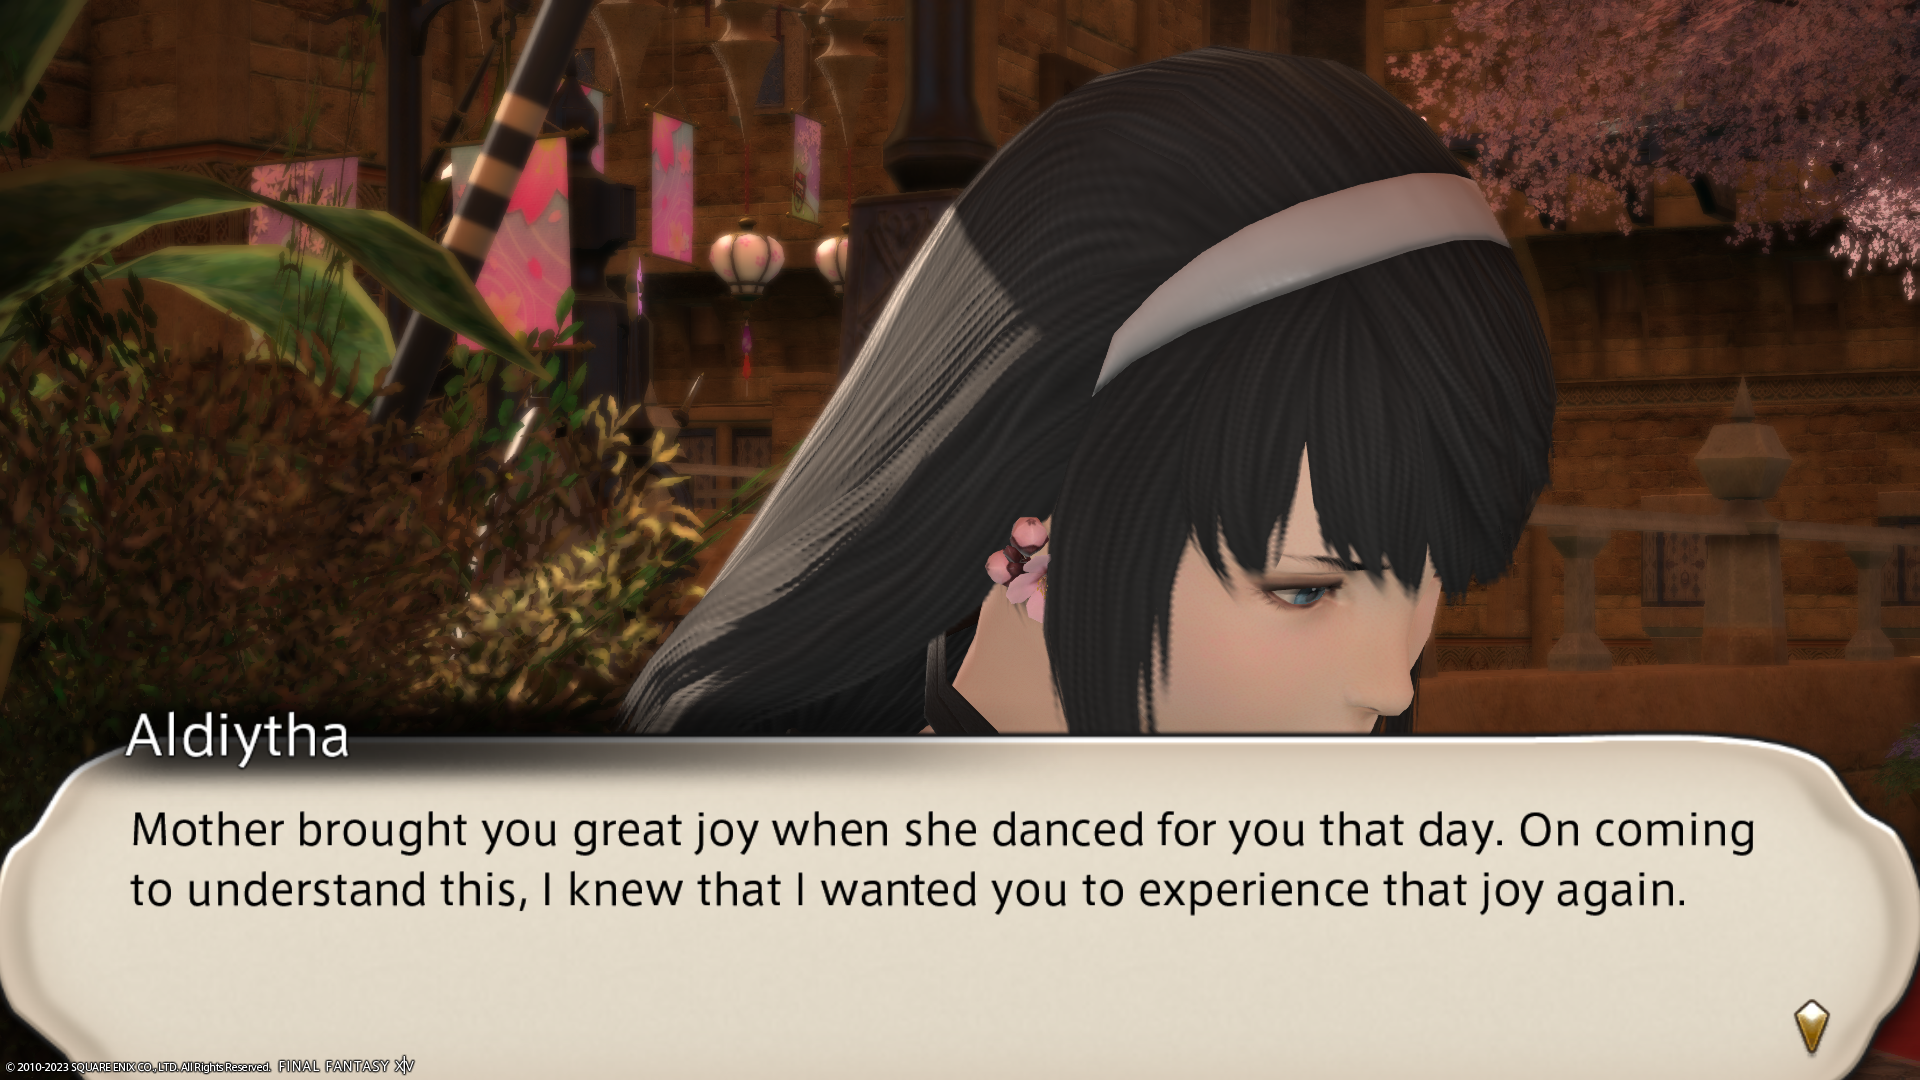 Aldiytha
Mother brought you great joy when she danced for you that day. On coming
to understand this, I knew that I wanted you to experience that joy again.
© 2010-2023 SQUARE ENIX CO., LTD. All Rights Reserved. FINAL FANTASY XIV